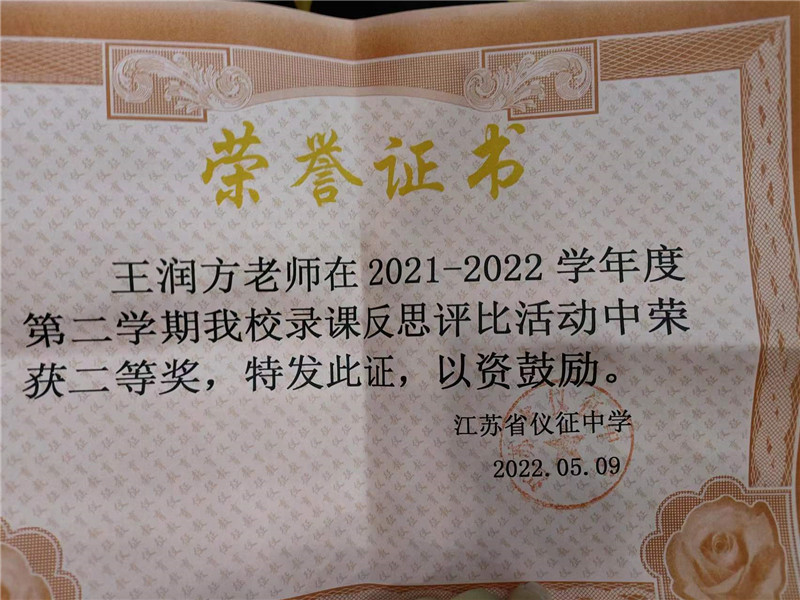 荣誉证书
王润方老师在2021-2022学年度
第二学期我校录课反思评比活动中荣
获二等奖，特发此证，以资鼓励。
江苏省仪征中学
2022.05.09